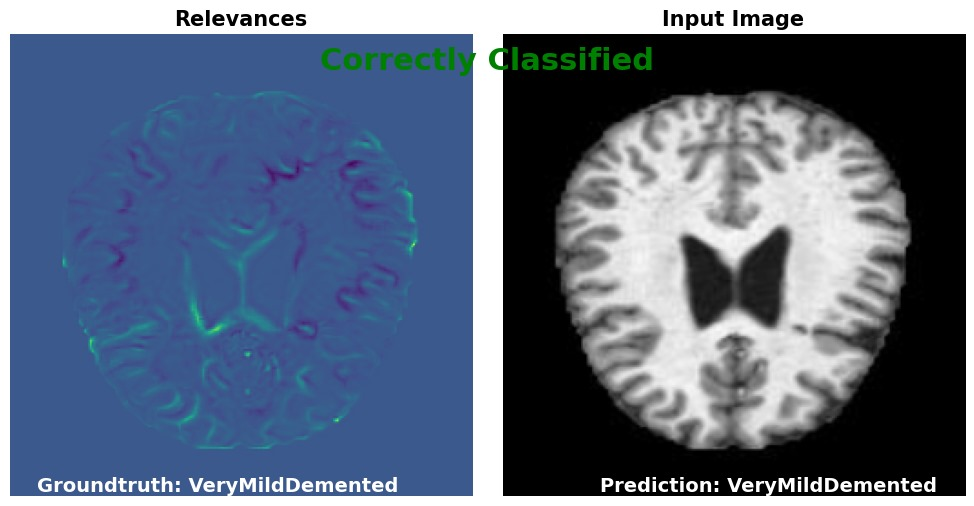 Relevances
Input Image
Correctly Classified
Groundtruth: VeryMildDemented
Prediction: VeryMildDemented